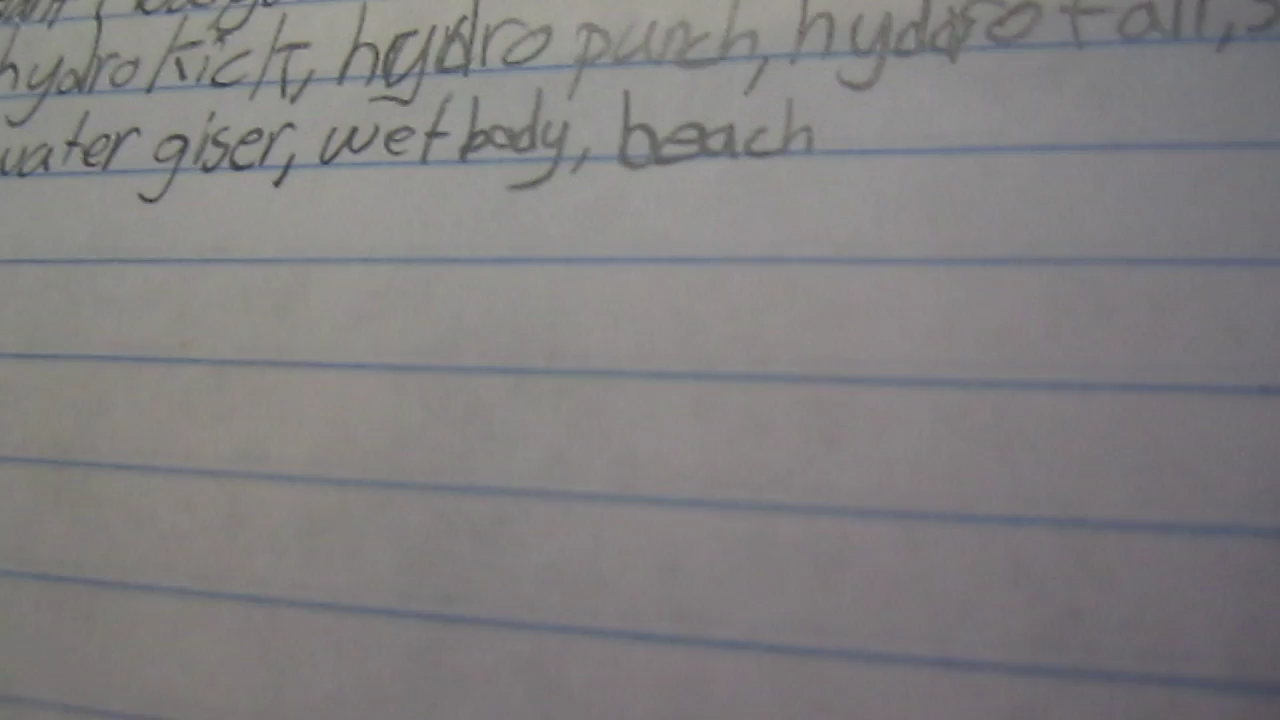 hydro kick, hydro punch, hydro fall,
water giser, wet body, beach